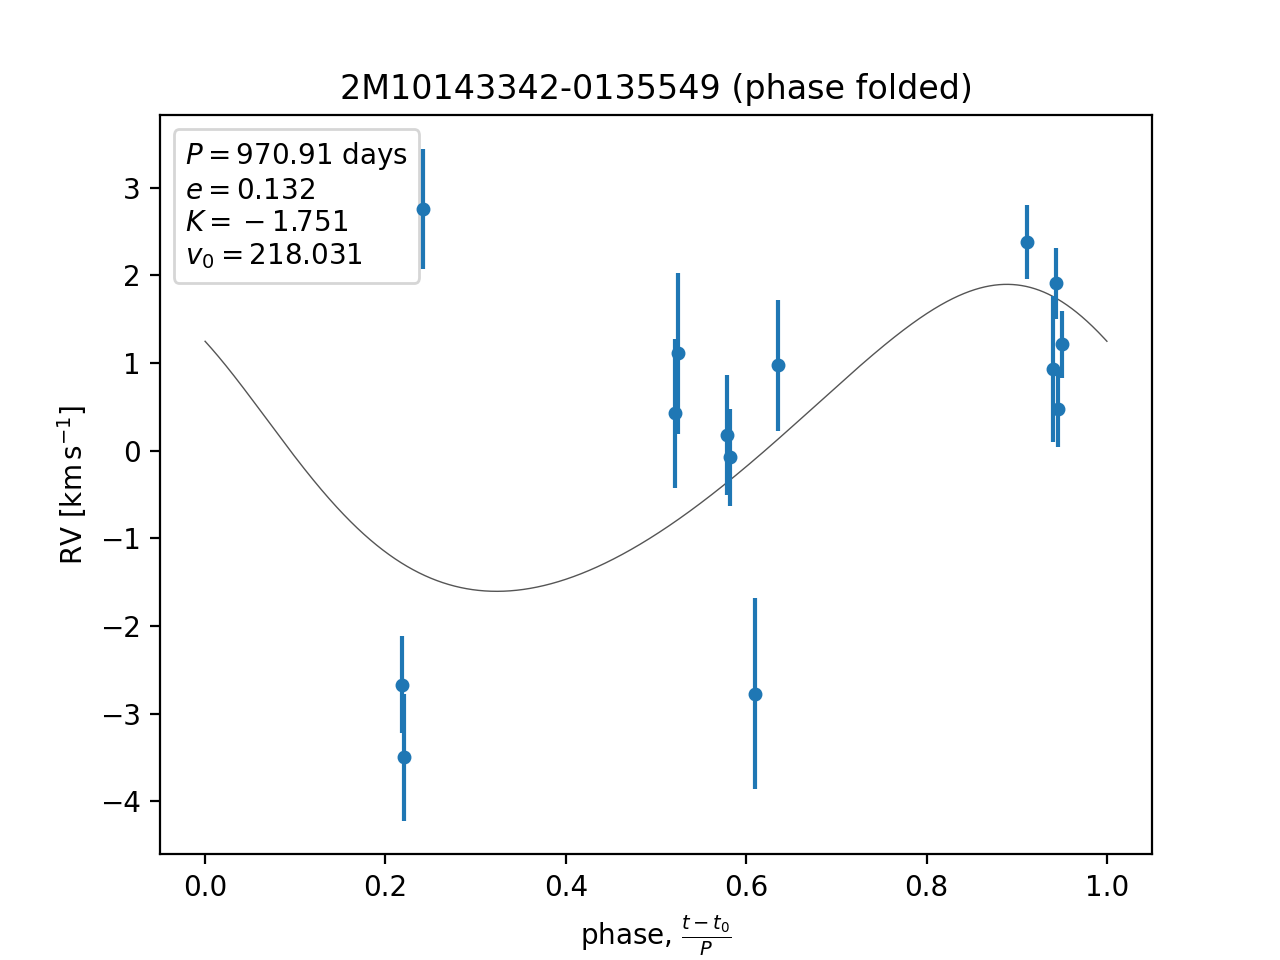 2M10143342-0135549 (phase folded)
P = 970.91 days
e = 0.132
K = −1.751
v₀ = 218.031
3
2
1
0
−1
−2
−3
−4
RV [km s⁻¹]
0.0 0.2 0.4 0.6 0.8 1.0
phase, (t − t₀)/P